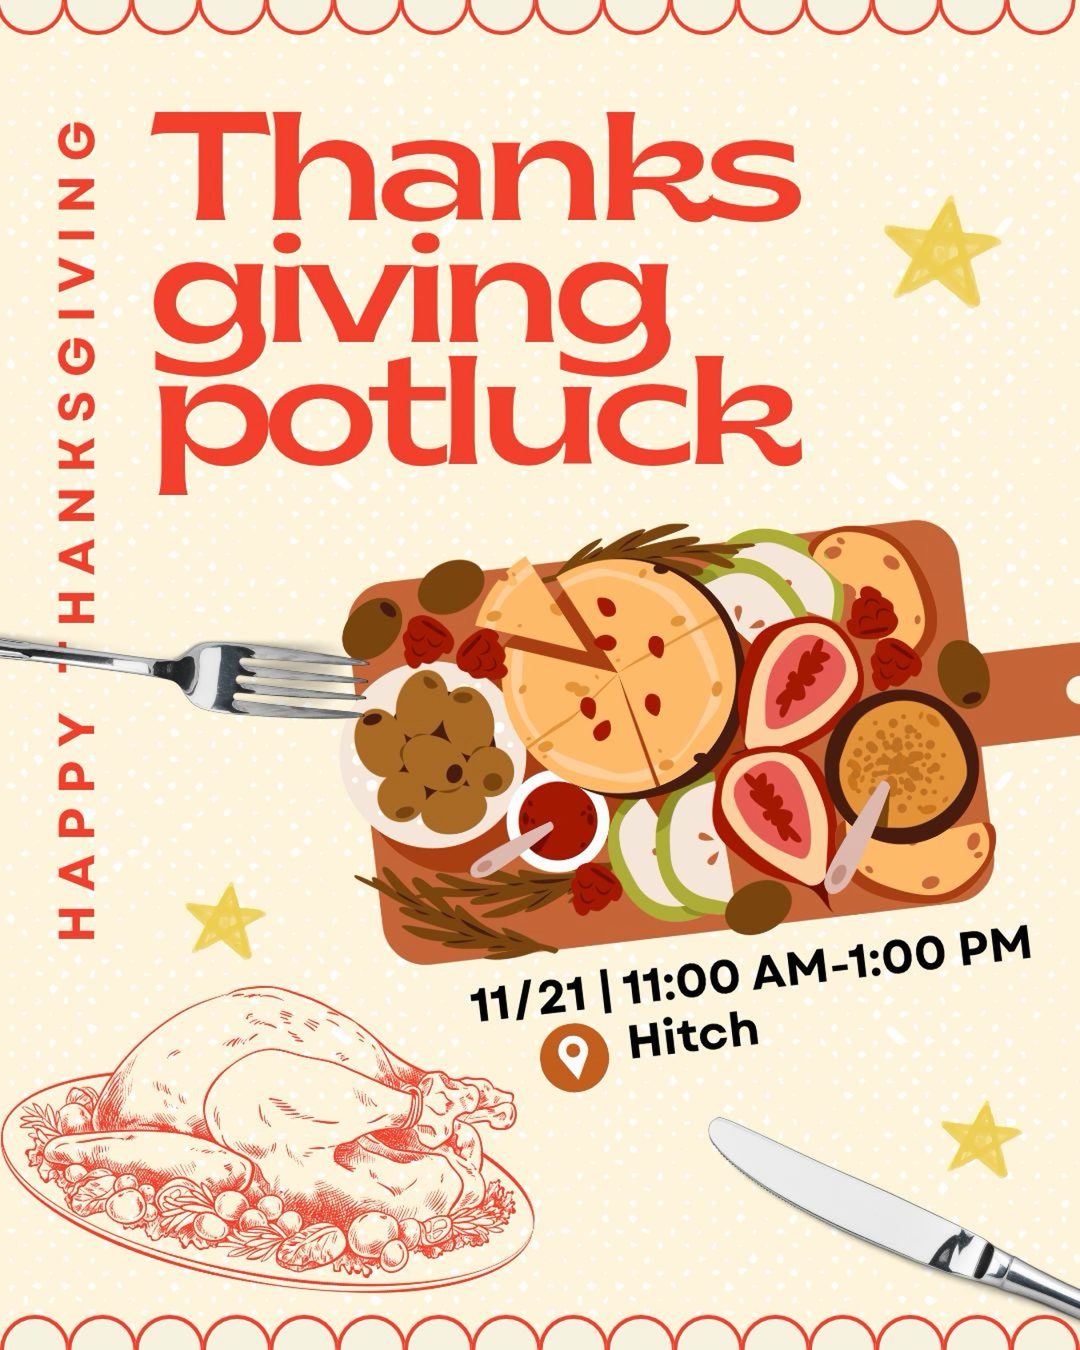 Thanks
giving
potluck
HAPPY THANKSGIVING
11/21 | 11:00 AM-1:00 PM
Hitch